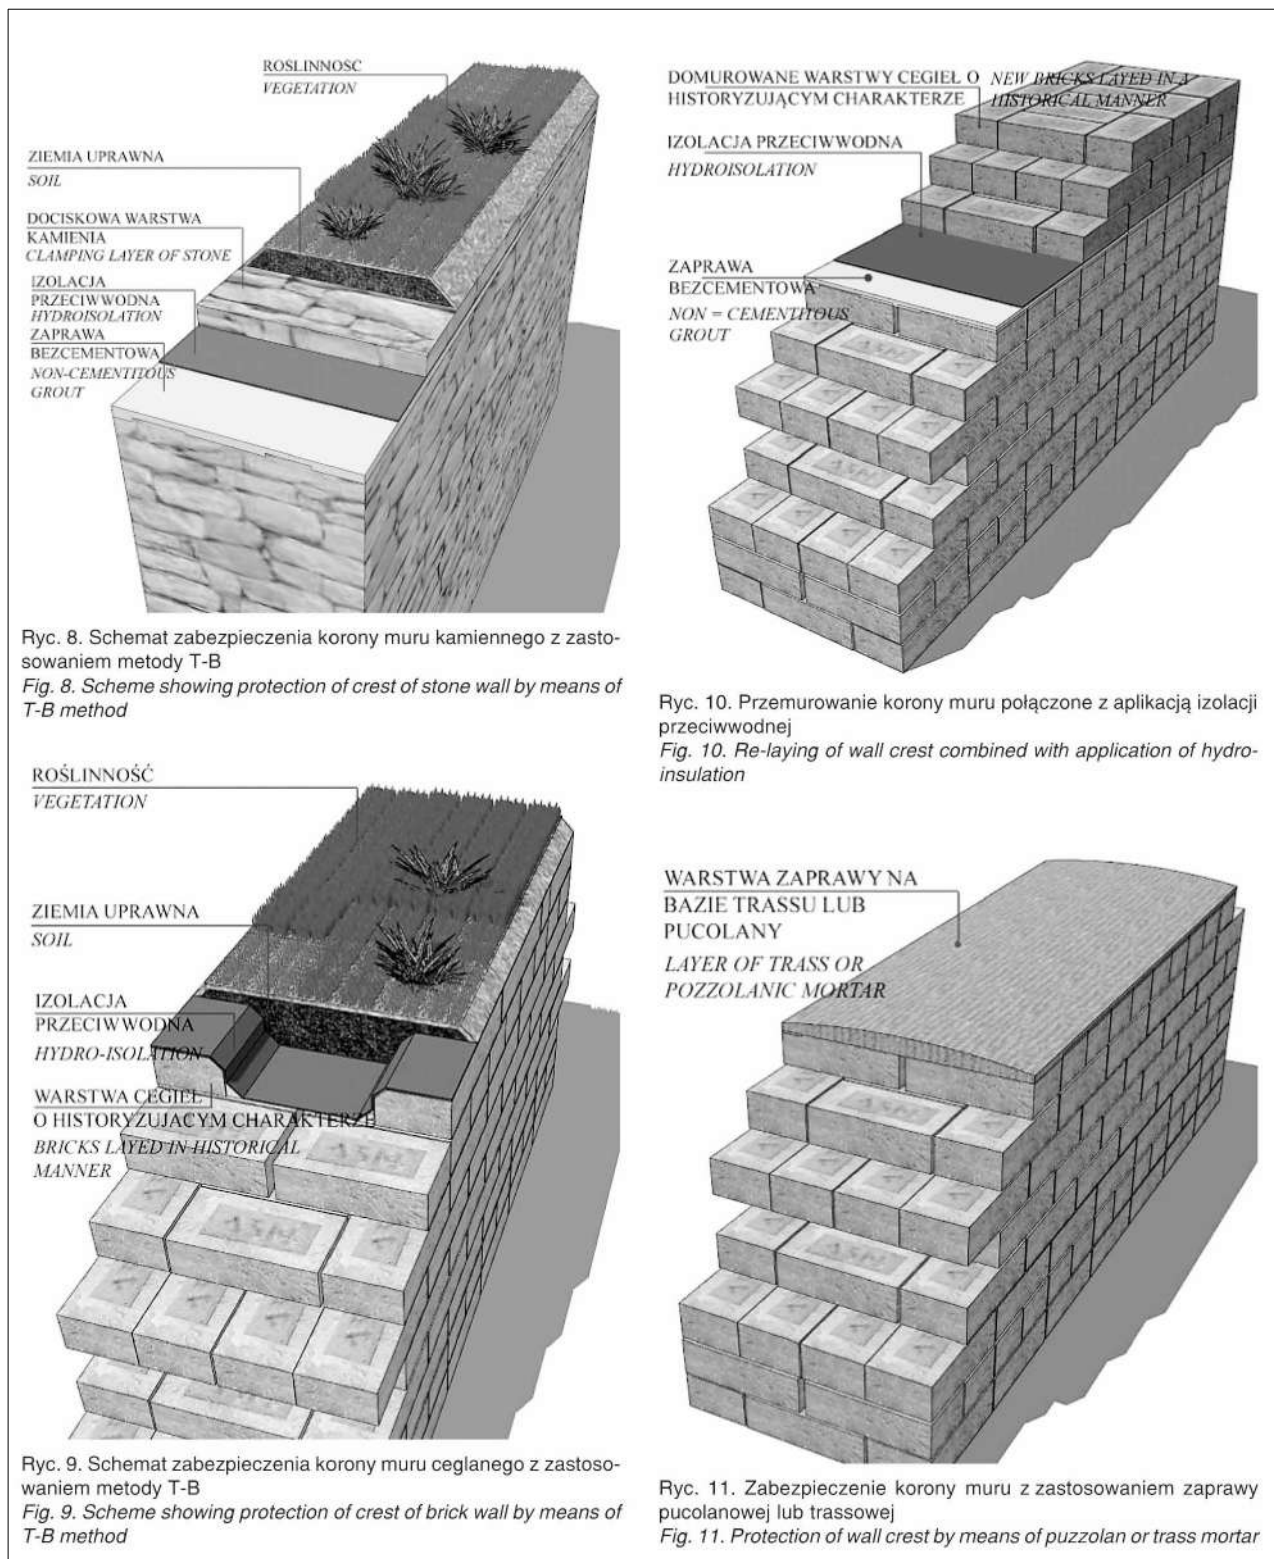 ROSLINNOSC
VEGETATION
ZIEMIA UPRAWNA
SOIL
DOCISKOWA WARSTWA
KAMIENIA
CLAMPING LAYER OF STONE
IZOLACJA
PRZECIWWODNA
HYDROISOLATION
ZAPRAWA
BEZCEMENTOWA
NON-CEMENTITOUS
GROUT
Ryc. 8. Schemat zabezpieczenia korony muru kamiennego z zasto-
sowaniem metody T-B
Fig. 8. Scheme showing protection of crest of stone wall by means of
T-B method
ROŚLINNOŚĆ
VEGETATION
ZIEMIA UPRAWNA
SOIL
IZOLACJA
PRZECIWWODNA
HYDRO-ISOLATION
WARSTWA CEGIEŁ
O HISTORYZUJĄCYM CHARAKTERZE
BRICKS LAYED IN HISTORICAL
MANNER
Ryc. 9. Schemat zabezpieczenia korony muru ceglanego z zastoso-
waniem metody T-B
Fig. 9. Scheme showing protection of crest of brick wall by means of
T-B method
DOMUROWANE WARSTWY CEGIEŁ O
HISTORYZUJĄCYM CHARAKTERZE
NEW BRICKS LAYED IN A
HISTORICAL MANNER
IZOLACJA PRZECIWWODNA
HYDROISOLATION
ZAPRAWA
BEZCEMENTOWA
NON = CEMENTITOUS
GROUT
Ryc. 10. Przemurowanie korony muru połączone z aplikacją izolacji
przeciwwodnej
Fig. 10. Re-laying of wall crest combined with application of hydro-
insulation
WARSTWA ZAPRAWY NA
BAZIE TRASSU LUB
PUCOLANY
LAYER OF TRASS OR
POZZOLANIC MORTAR
Ryc. 11. Zabezpieczenie korony muru z zastosowaniem zaprawy
pucolanowej lub trassowej
Fig. 11. Protection of wall crest by means of puzzolan or trass mortar